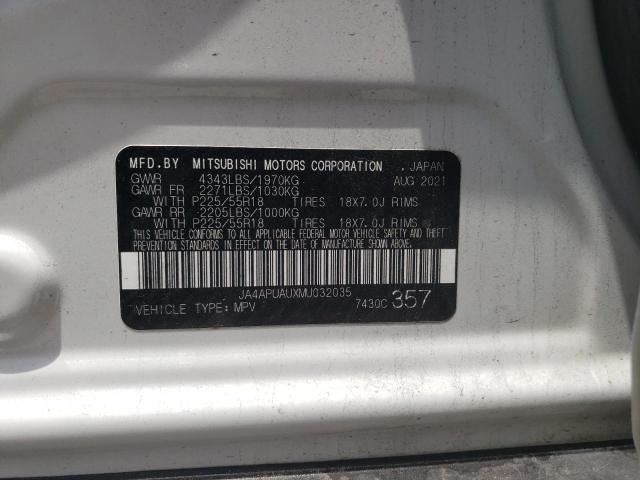 MFD.BY MITSUBISHI MOTORS CORPORATION . JAPAN
GVWR 4343LBS/1970KG AUG 2021
GAWR FR 2271LBS/1030KG
WITH P225/55R18 TIRES 18X7.0J RIMS
GAWR RR 2205LBS/1000KG
WITH P225/55R18 TIRES 18X7.0J RIMS
THIS VEHICLE CONFORMS TO ALL APPLICABLE FEDERAL MOTOR VEHICLE SAFETY AND THEFT
PREVENTION STANDARDS IN EFFECT ON THE DATE OF MANUFACTURE SHOWN ABOVE.
JA4APUAUXMU032035
VEHICLE TYPE: MPV 7430C 357